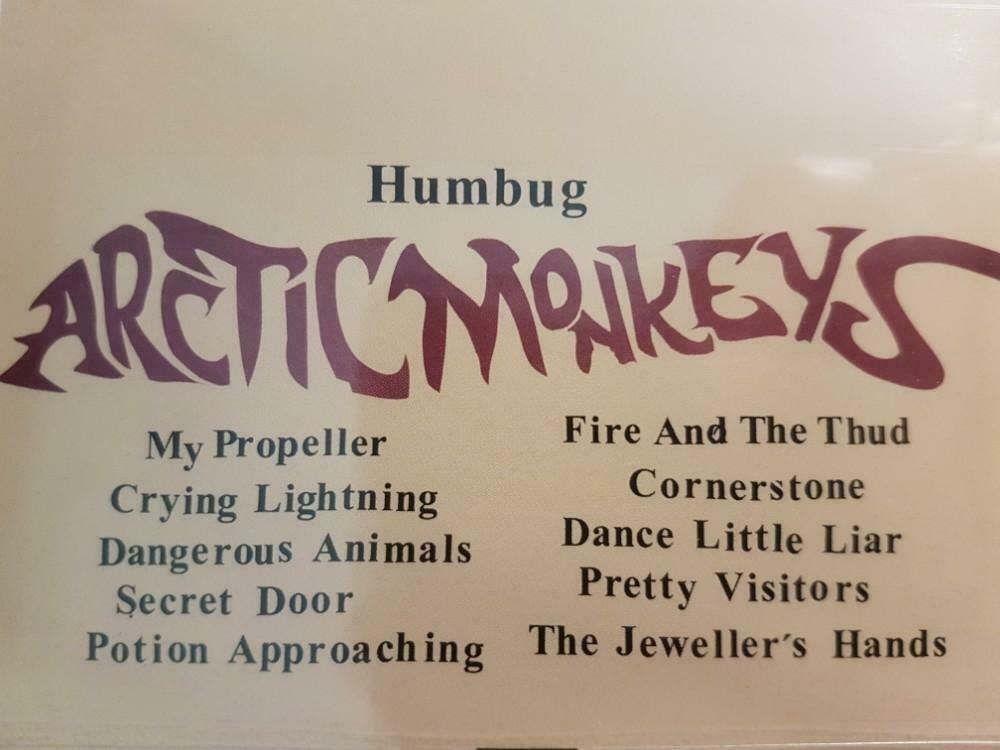 Humbug
ARCTIC MONKEYS
My Propeller
Crying Lightning
Dangerous Animals
Secret Door
Potion Approaching
Fire And The Thud
Cornerstone
Dance Little Liar
Pretty Visitors
The Jeweller´s Hands